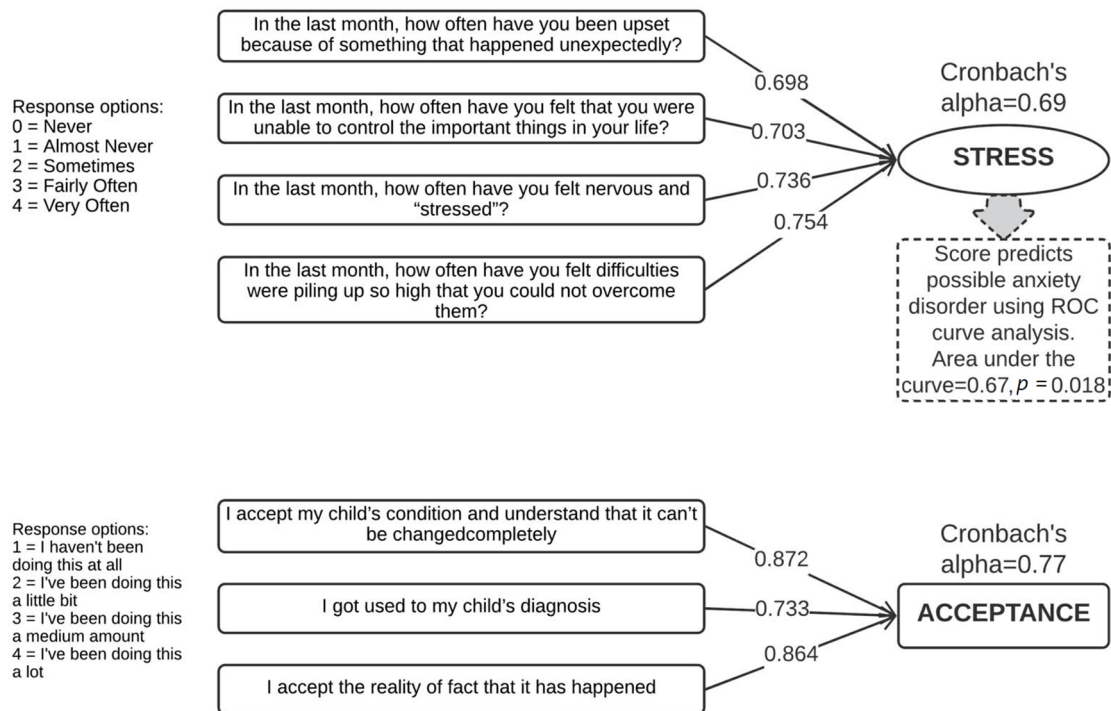 In the last month, how often have you been upset
because of something that happened unexpectedly?
0.698
Cronbach's
alpha=0.69
Response options:
0 = Never
1 = Almost Never
2 = Sometimes
3 = Fairly Often
4 = Very Often
In the last month, how often have you felt that you were
unable to control the important things in your life?
0.703
STRESS
In the last month, how often have you felt nervous and
“stressed”?
0.736
0.754
In the last month, how often have you felt difficulties
were piling up so high that you could not overcome
them?
Score predicts
possible anxiety
disorder using ROC
curve analysis.
Area under the
curve=0.67, p = 0.018
Response options:
1 = I haven't been
doing this at all
2 = I've been doing this
a little bit
3 = I've been doing this
a medium amount
4 = I've been doing this
a lot
I accept my child’s condition and understand that it can’t
be changedcompletely
0.872
Cronbach's
alpha=0.77
I got used to my child’s diagnosis
0.733
ACCEPTANCE
0.864
I accept the reality of fact that it has happened